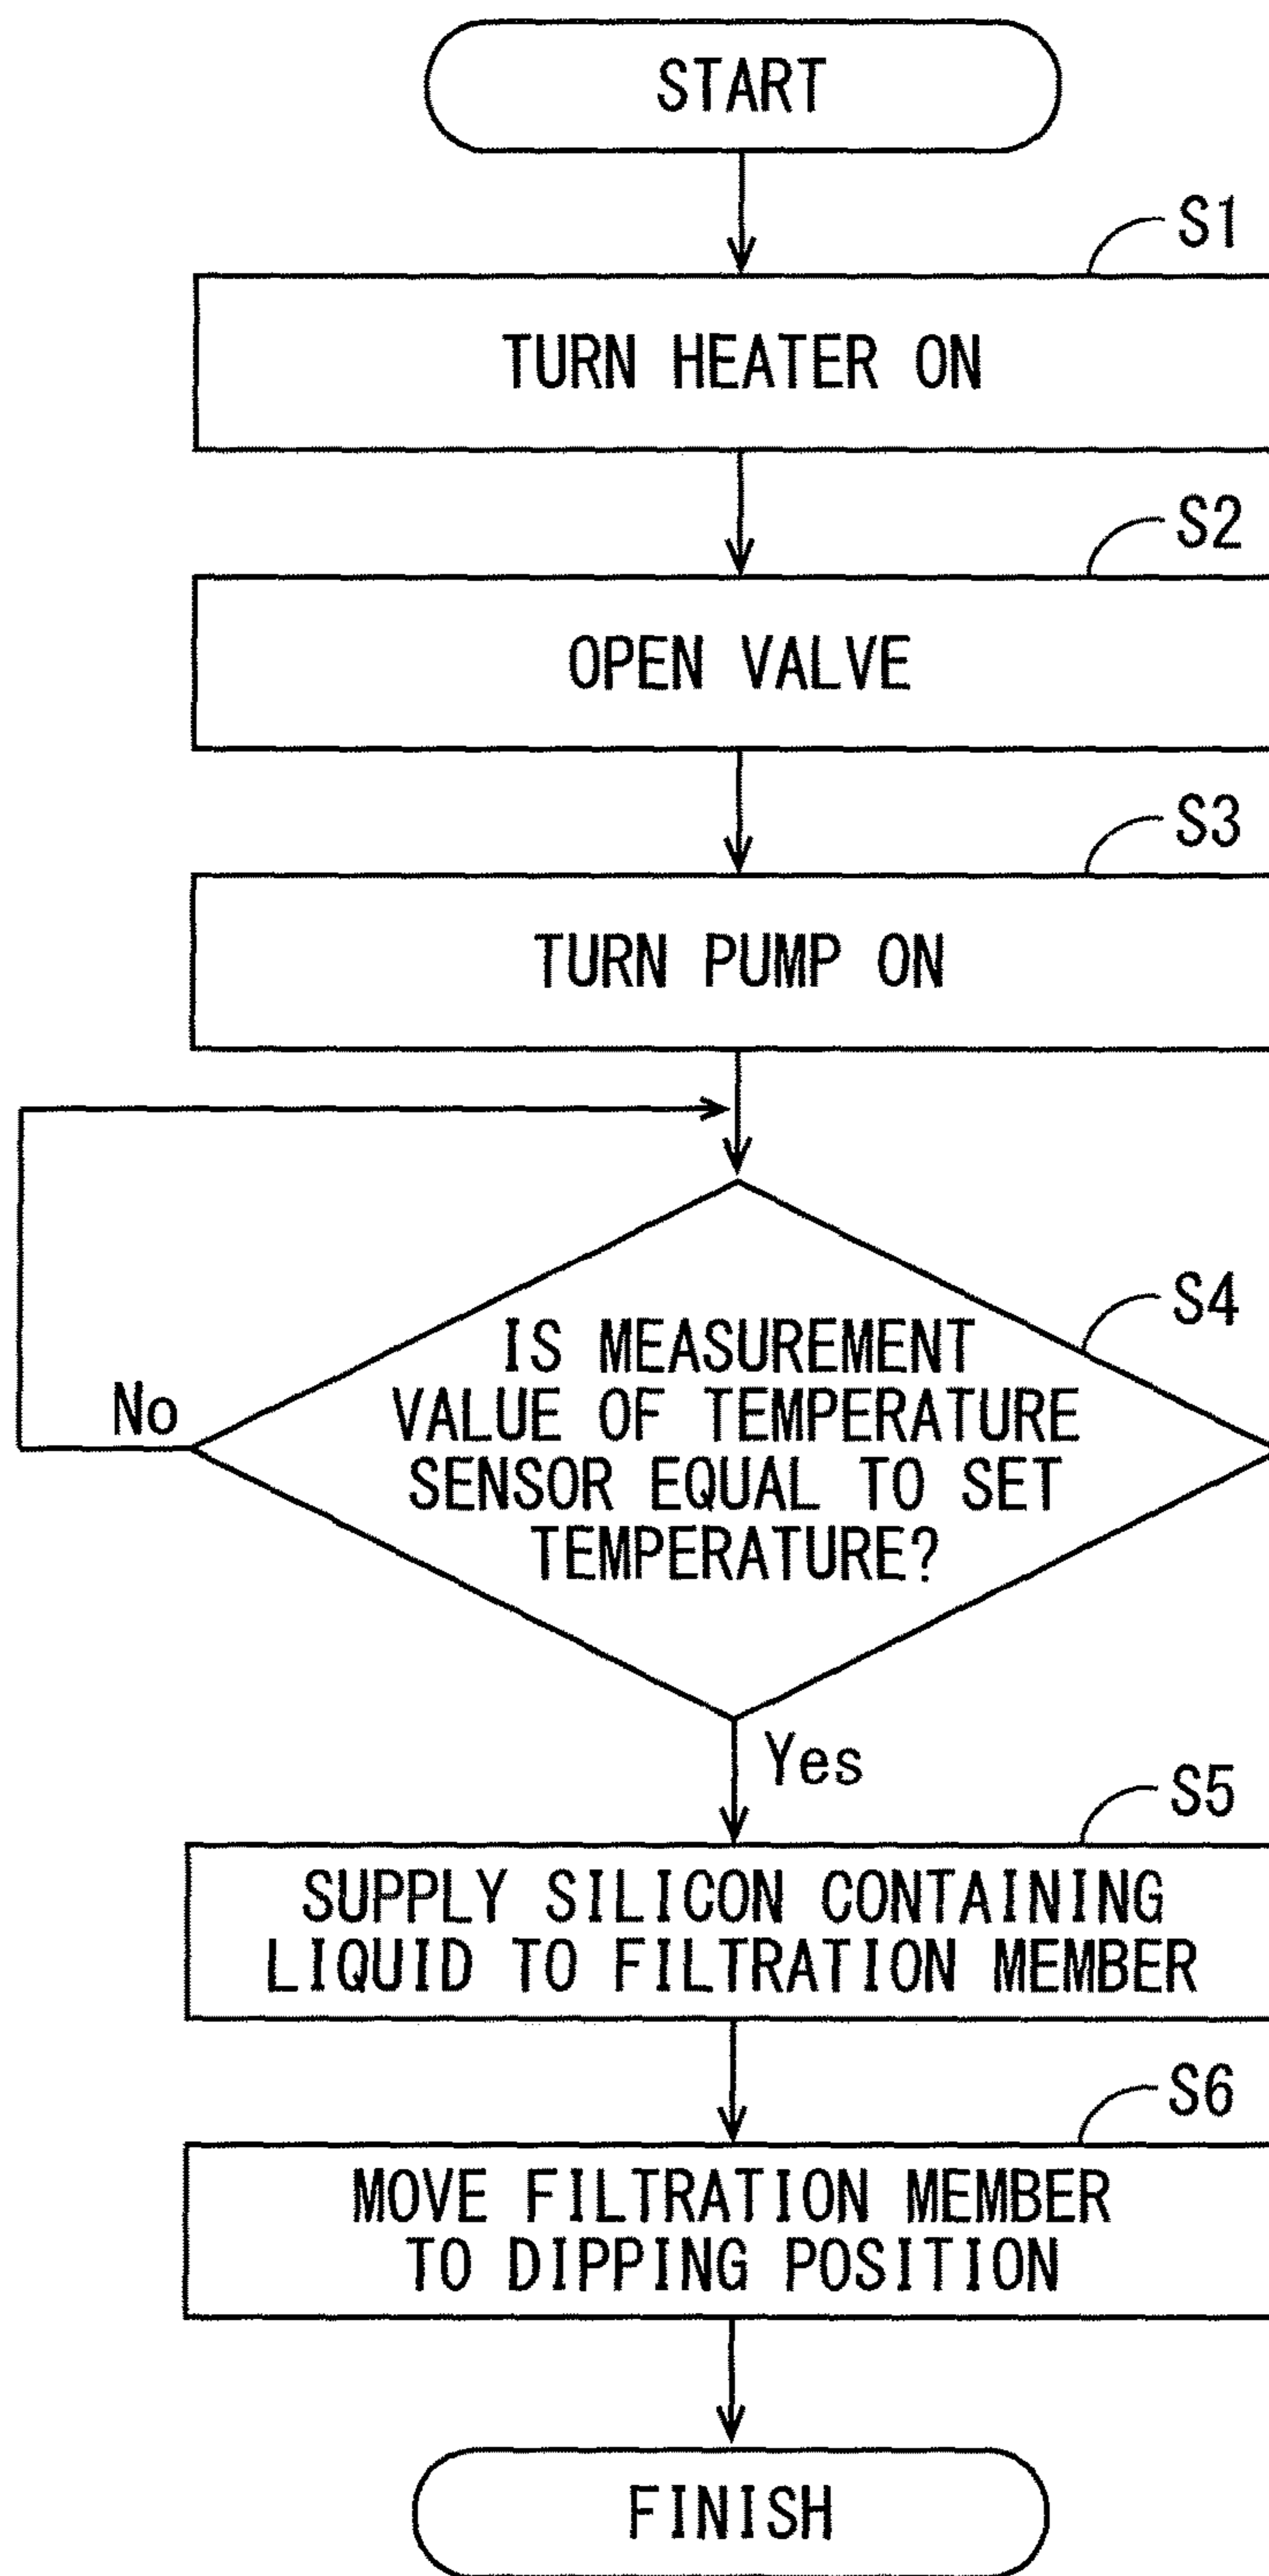 START
S1
TURN HEATER ON
S2
OPEN VALVE
S3
TURN PUMP ON
S4
IS MEASUREMENT
VALUE OF TEMPERATURE
SENSOR EQUAL TO SET
TEMPERATURE?
No
Yes
S5
SUPPLY SILICON CONTAINING
LIQUID TO FILTRATION MEMBER
S6
MOVE FILTRATION MEMBER
TO DIPPING POSITION
FINISH